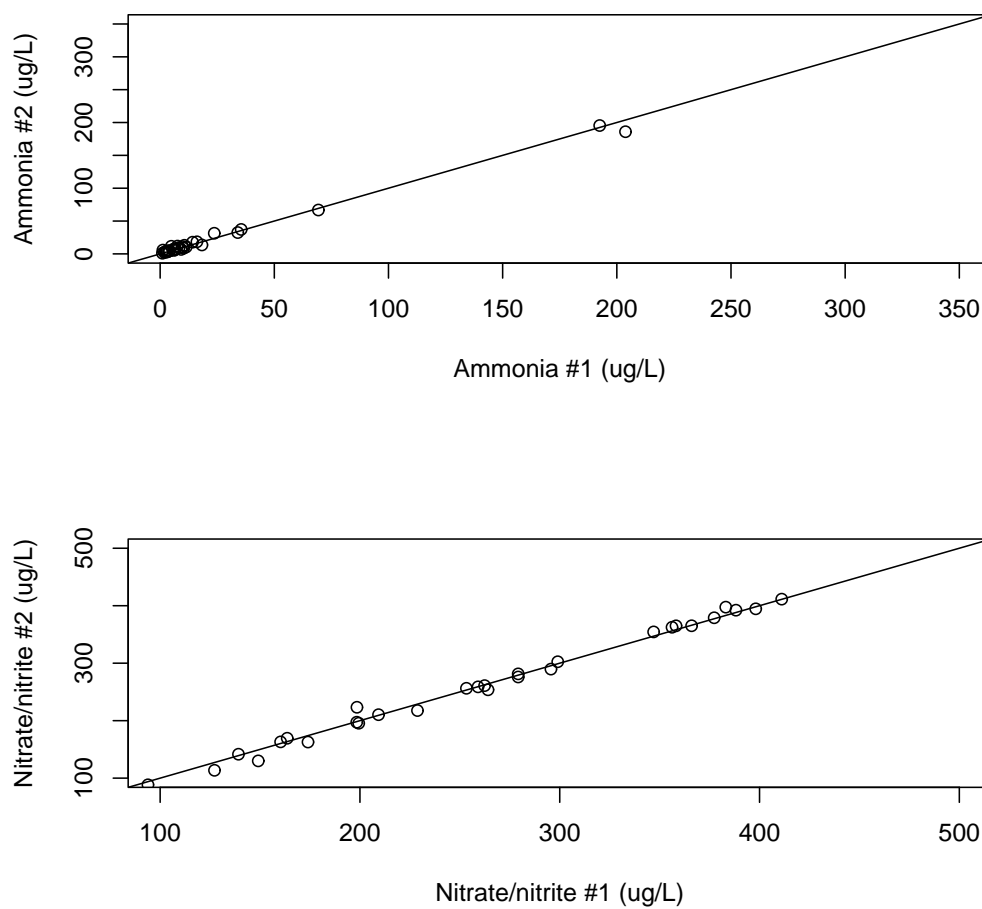 Ammonia #2 (ug/L)
300
200
100
0
0 50 100 150 200 250 300 350
Ammonia #1 (ug/L)
Nitrate/nitrite #2 (ug/L)
500
300
100
100 200 300 400 500
Nitrate/nitrite #1 (ug/L)